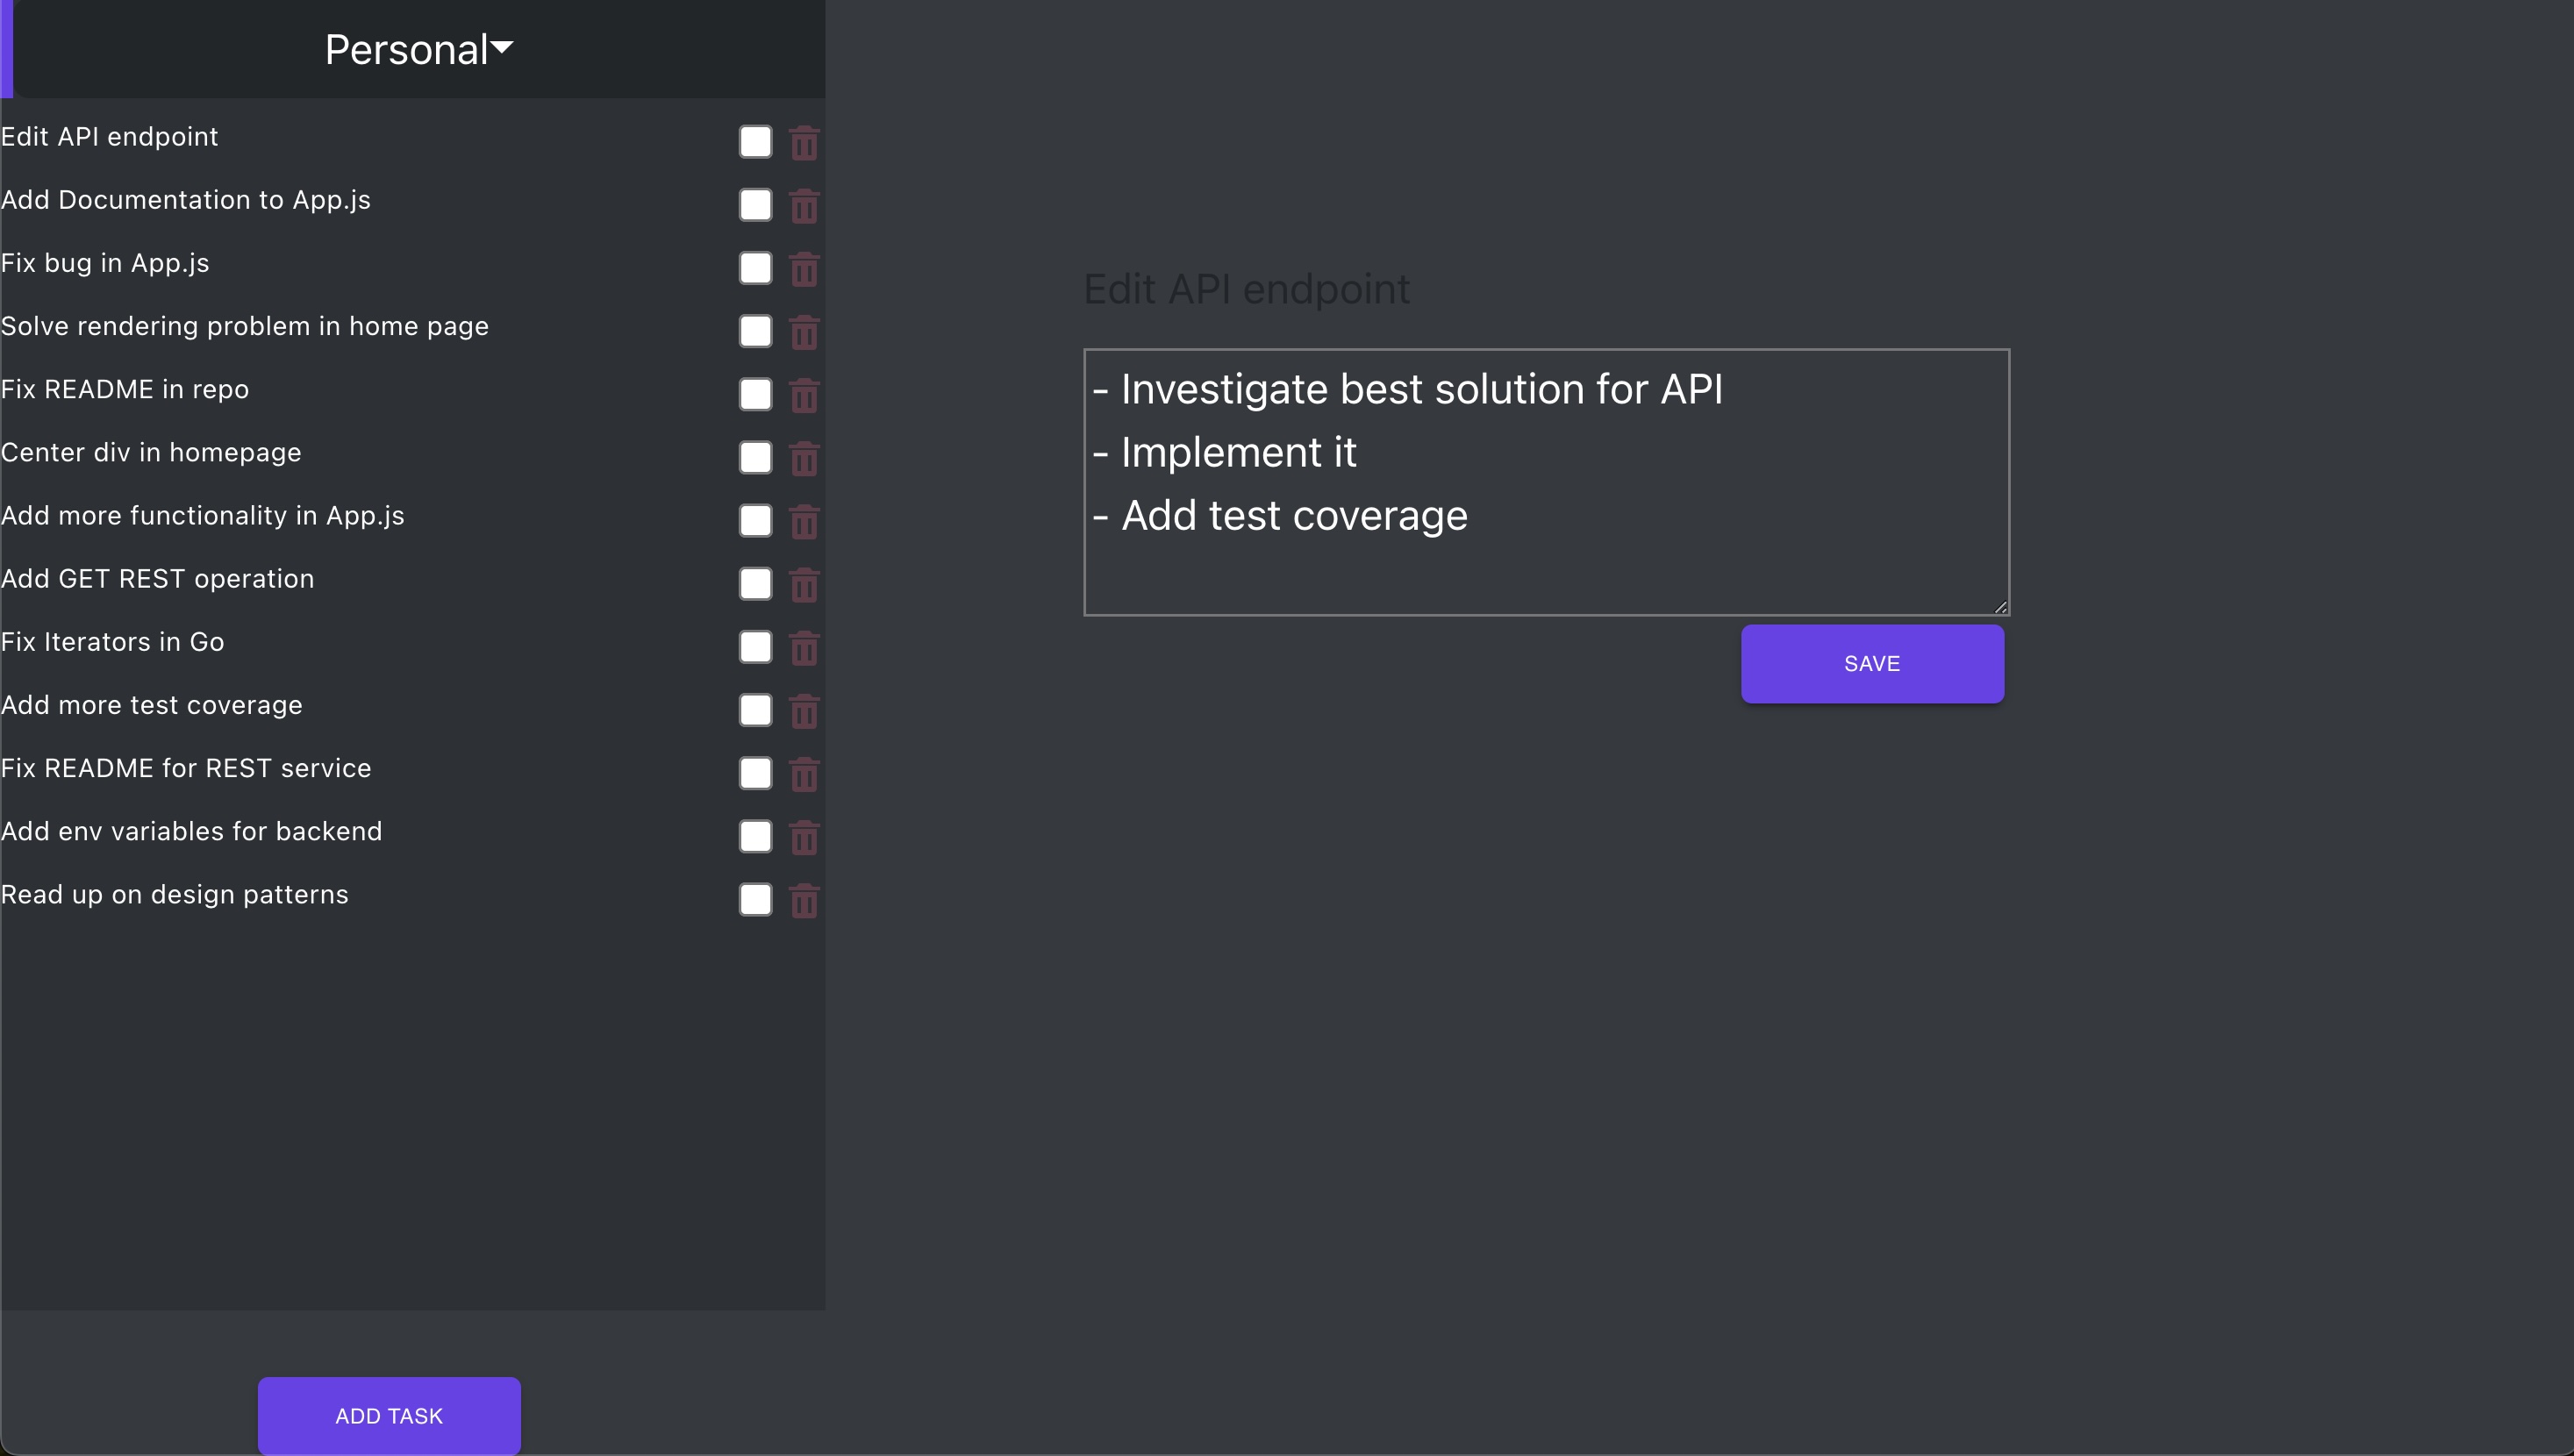 Personal
Edit API endpoint
Add Documentation to App.js
Fix bug in App.js
Solve rendering problem in home page
Fix README in repo
Center div in homepage
Add more functionality in App.js
Add GET REST operation
Fix Iterators in Go
Add more test coverage
Fix README for REST service
Add env variables for backend
Read up on design patterns
ADD TASK
Edit API endpoint
- Investigate best solution for API
- Implement it
- Add test coverage
SAVE